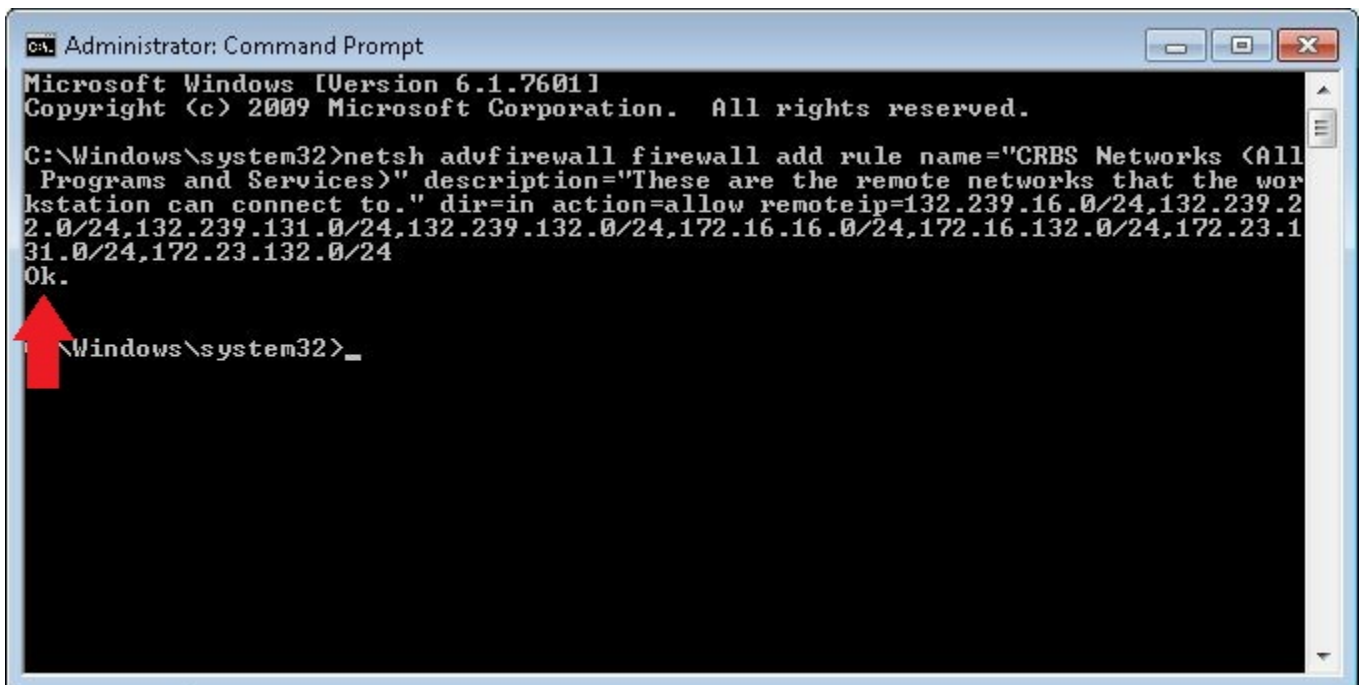 Administrator: Command Prompt
Microsoft Windows [Version 6.1.7601]
Copyright (c) 2009 Microsoft Corporation.  All rights reserved.
C:\Windows\system32>netsh advfirewall firewall add rule name="CRBS Networks (All
 Programs and Services)" description="These are the remote networks that the wor
kstation can connect to." dir=in action=allow remoteip=132.239.16.0/24,132.239.2
2.0/24,132.239.131.0/24,132.239.132.0/24,172.16.16.0/24,172.16.132.0/24,172.23.1
31.0/24,172.23.132.0/24
Ok.
\Windows\system32>_